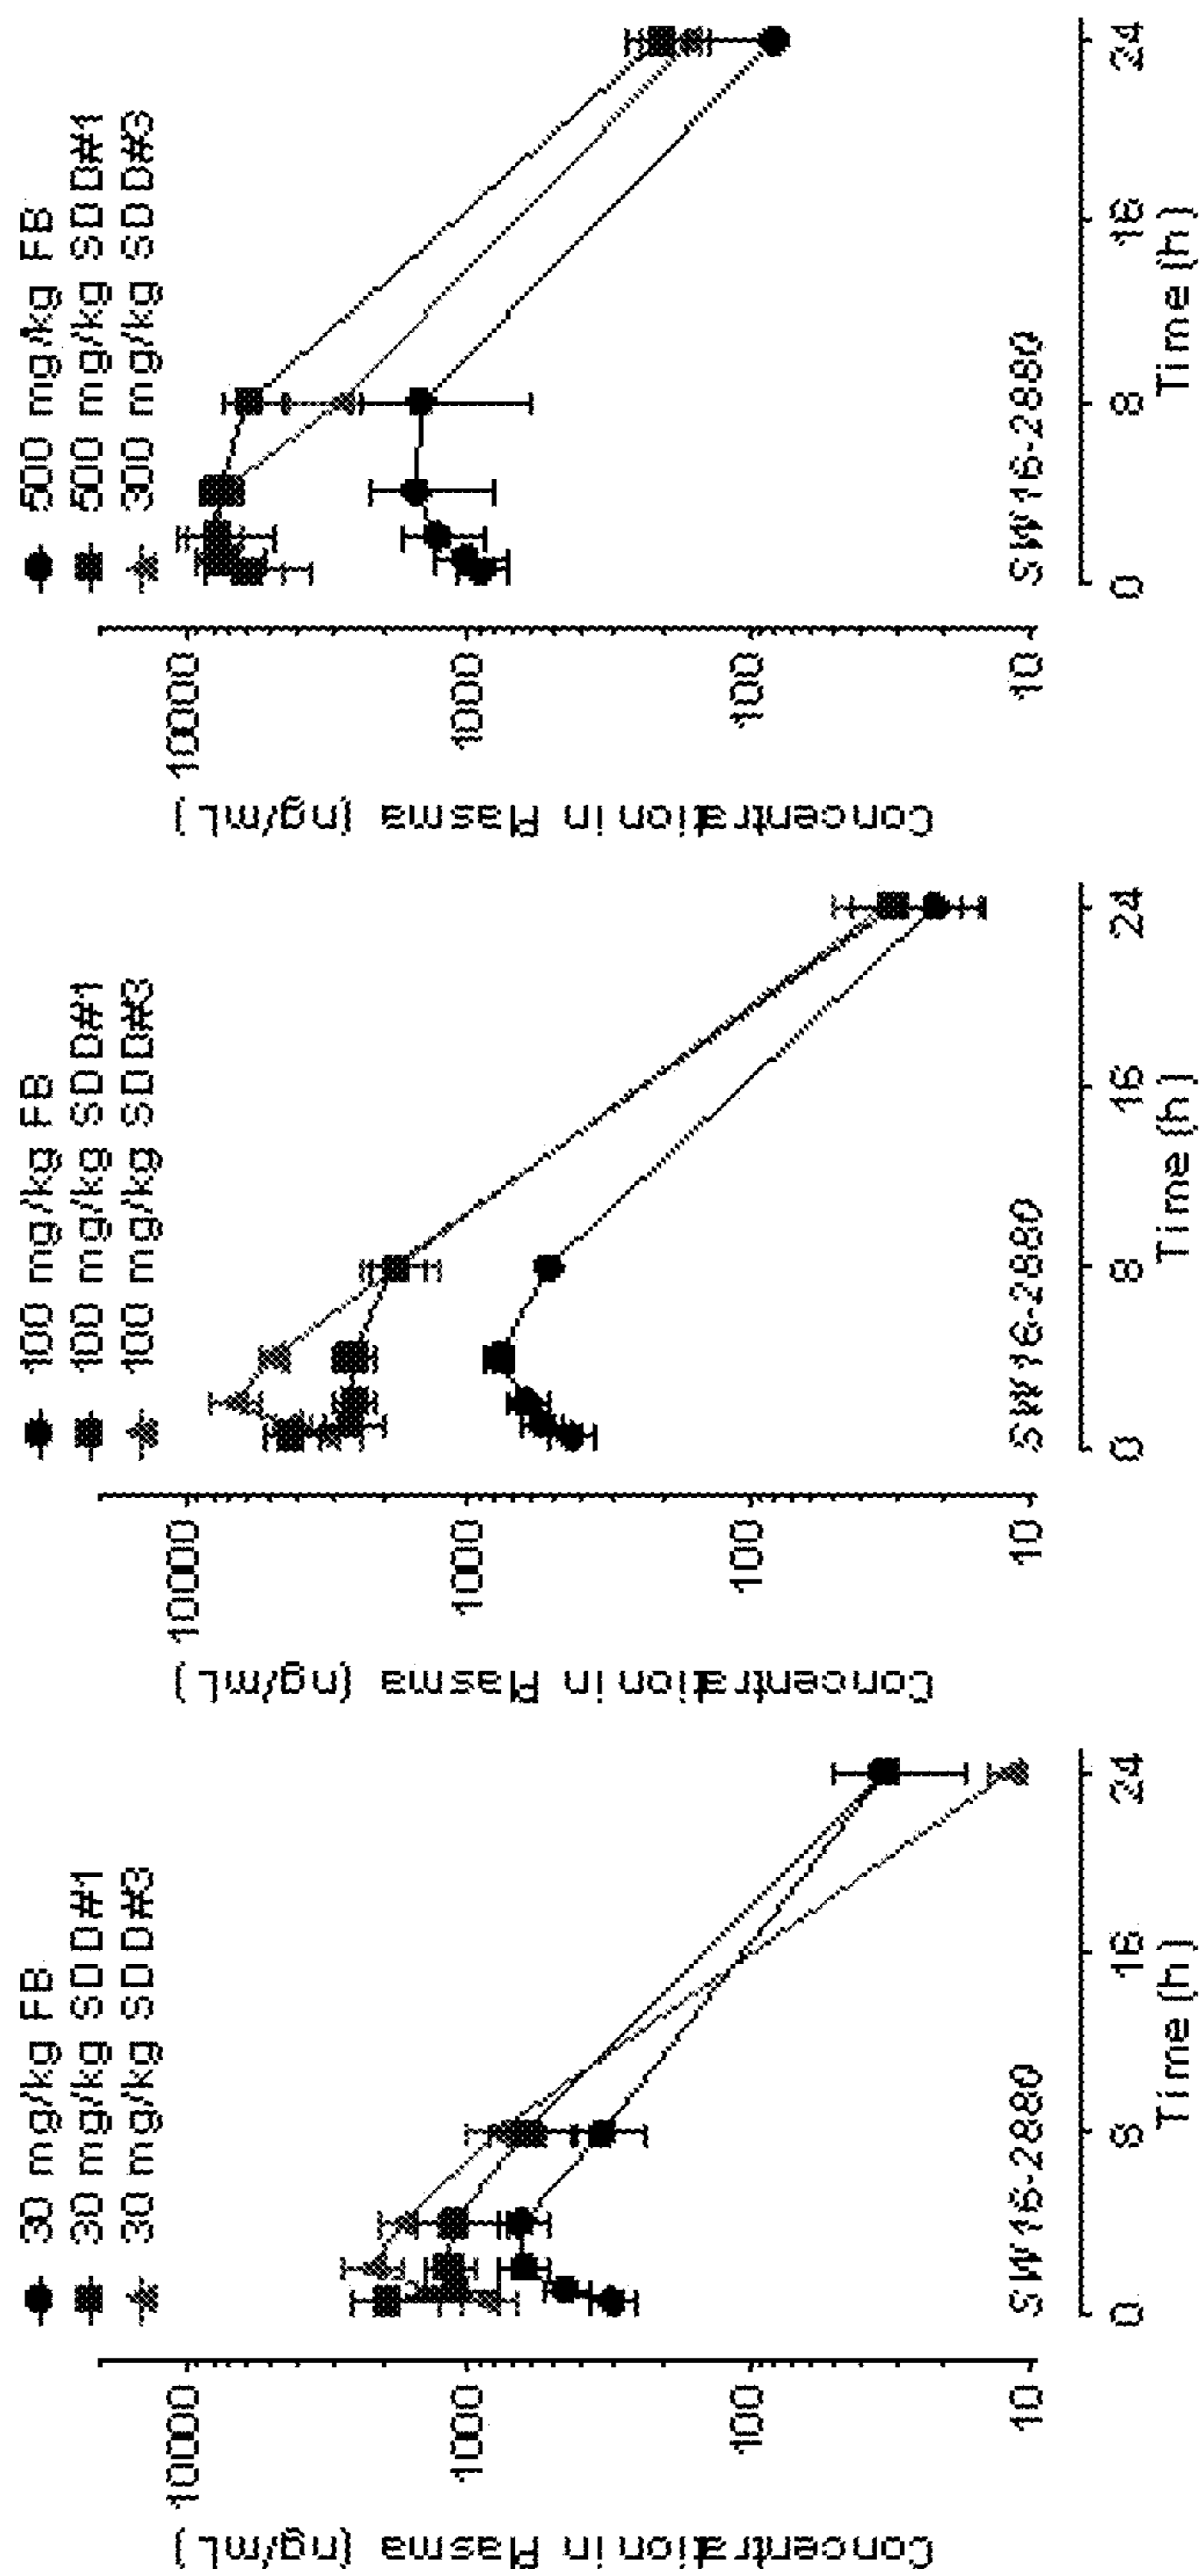 30 mg/kg FB
30 mg/kg SDD#1
30 mg/kg SDD#3
Concentration in Plasma (ng/mL)
10000
1000
100
10
SW16-2880
0 8 16 24
Time (h)
100 mg/kg FB
100 mg/kg SDD#1
100 mg/kg SDD#3
Concentration in Plasma (ng/mL)
10000
1000
100
10
SW16-2880
0 8 16 24
Time (h)
500 mg/kg FB
500 mg/kg SDD#1
300 mg/kg SDD#3
Concentration in Plasma (ng/mL)
10000
1000
100
10
SW16-2880
0 8 16 24
Time (h)